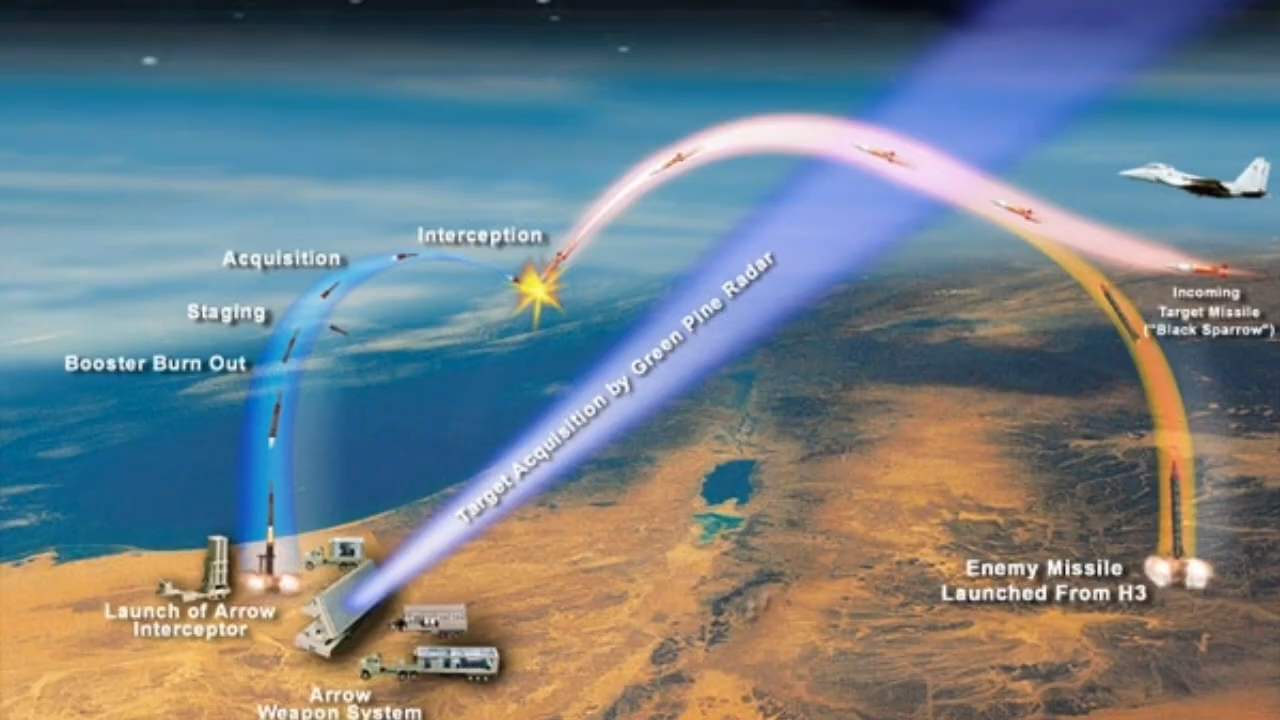 Interception
Acquisition
Staging
Booster Burn Out
Target Acquisition by Green Pine Radar
Incoming
Target Missile
("Black Sparrow")
Enemy Missile
Launched From H3
Launch of Arrow
Interceptor
Arrow
Weapon System